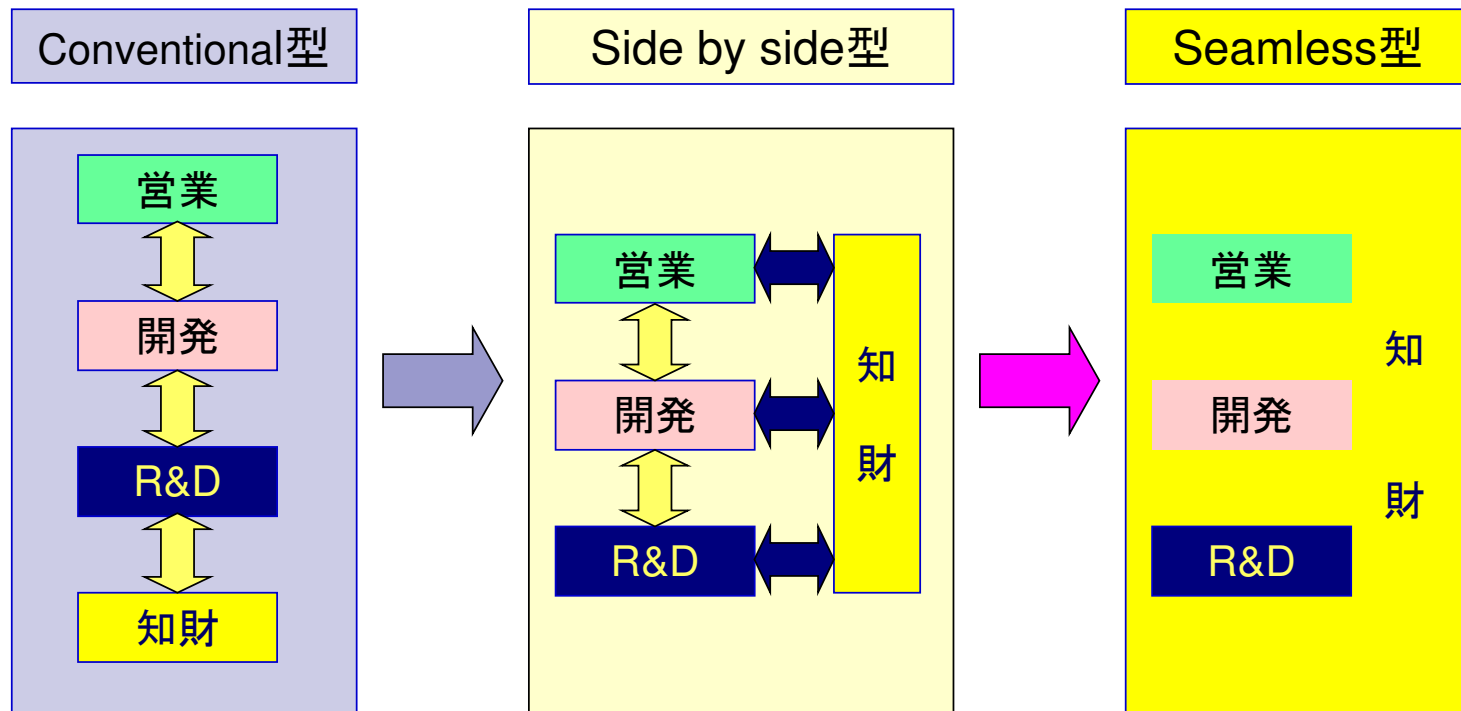 Conventional型
Side by side型
Seamless型
営業
開発
R&D
知財
営業
開発
R&D
知
財
営業
開発
R&D
知
財